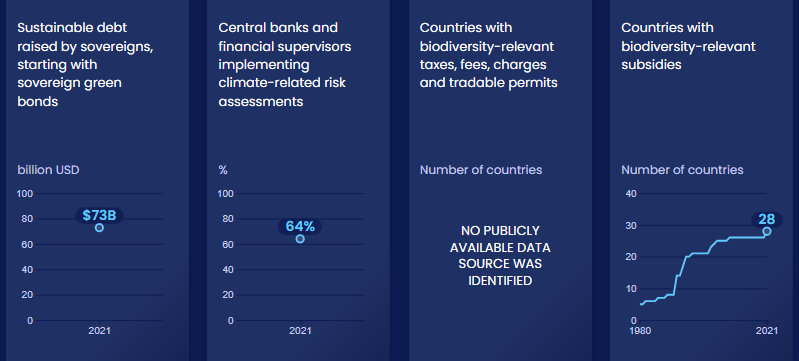 Sustainable debt
raised by sovereigns,
starting with
sovereign green
bonds
billion USD
100
80
60
40
20
0
$73B
2021
Central banks and
financial supervisors
implementing
climate-related risk
assessments
%
100
80
60
40
20
0
64%
2021
Countries with
biodiversity-relevant
taxes, fees, charges
and tradable permits
Number of countries
NO PUBLICLY
AVAILABLE DATA
SOURCE WAS
IDENTIFIED
Countries with
biodiversity-relevant
subsidies
Number of countries
40
30
20
10
0
28
1980
2021